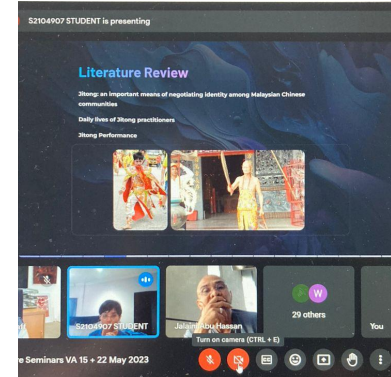 S2104907 STUDENT is presenting
Literature Review
Jitong: an important means of negotiating identity among Malaysian Chinese
communities
Daily lives of Jitong practitioners
Jitong Performance
S2104907 STUDENT
Jalaini Abu Hassan
W
29 others
You
Turn on camera (CTRL + E)
e Seminars VA 15 + 22 May 2023